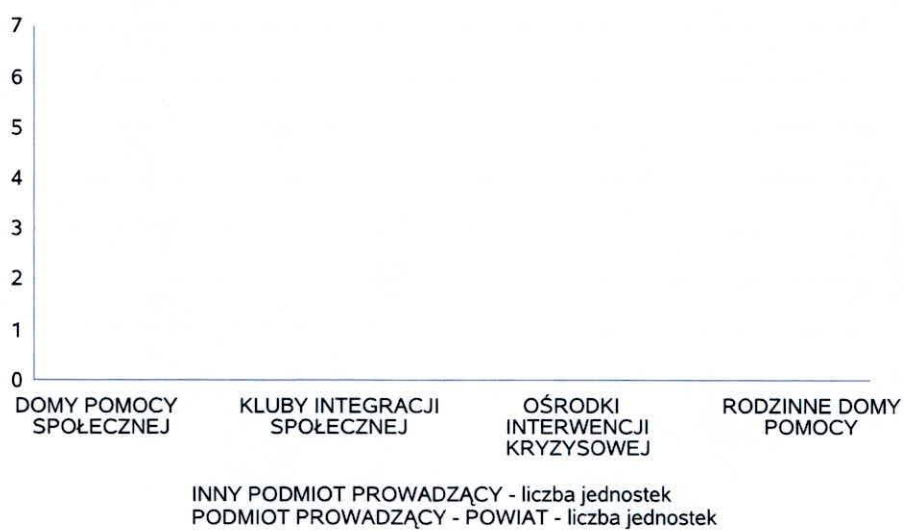 7
6
5
4
3
2
1
0
DOMY POMOCY SPOŁECZNEJ
KLUBY INTEGRACJI SPOŁECZNEJ
OŚRODKI INTERWENCJI KRYZYSOWEJ
RODZINNE DOMY POMOCY
INNY PODMIOT PROWADZĄCY - liczba jednostek
PODMIOT PROWADZĄCY - POWIAT - liczba jednostek